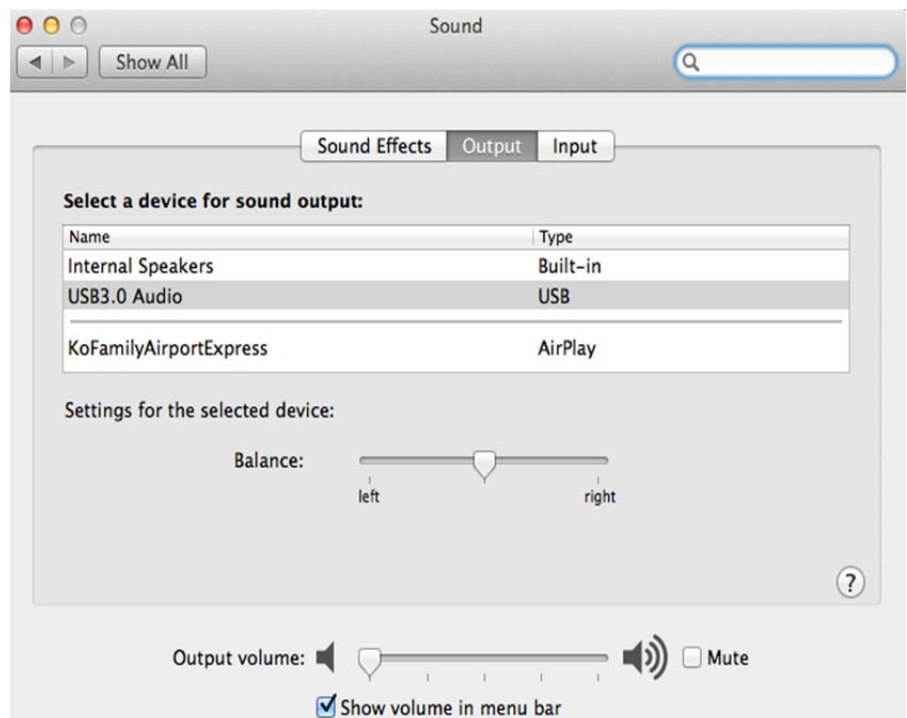 Sound
Show All
Sound Effects Output Input
Select a device for sound output:
Name Type
Internal Speakers Built-in
USB3.0 Audio USB
KoFamilyAirportExpress AirPlay
Settings for the selected device:
Balance:
left right
?
Output volume: Mute
Show volume in menu bar